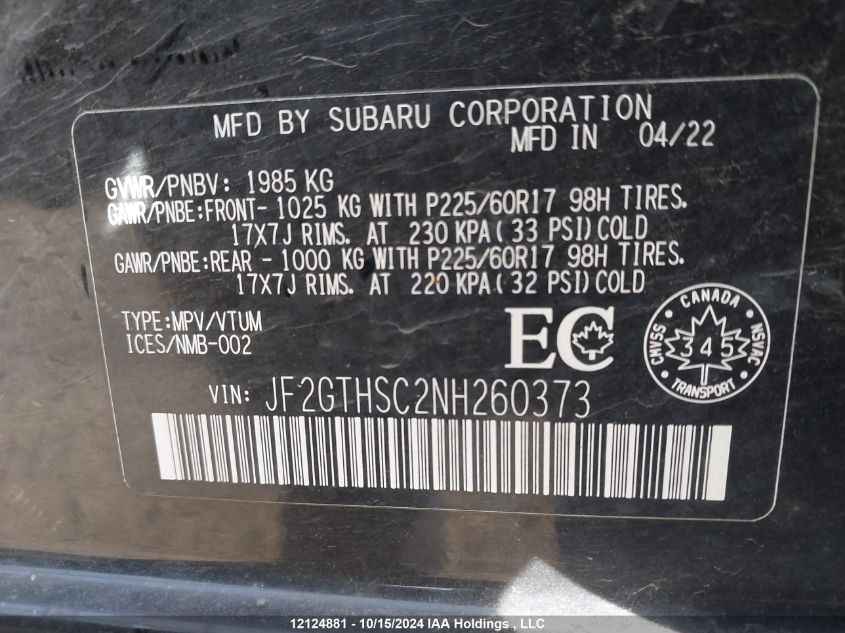 MFD BY SUBARU CORPORATION
MFD IN 04/22
GVWR/PNBV: 1985 KG
GAWR/PNBE:FRONT- 1025 KG WITH P225/60R17 98H TIRES.
17X7J RIMS. AT 230 KPA(33 PSI)COLD
GAWR/PNBE:REAR - 1000 KG WITH P225/60R17 98H TIRES.
17X7J RIMS. AT 220 KPA(32 PSI)COLD
TYPE:MPV/VTUM
ICES/NMB-002
EC
CANADA
CMVSS NSVAC
345
TRANSPORT
VIN: JF2GTHSC2NH260373
12124881 - 10/15/2024 IAA Holdings , LLC